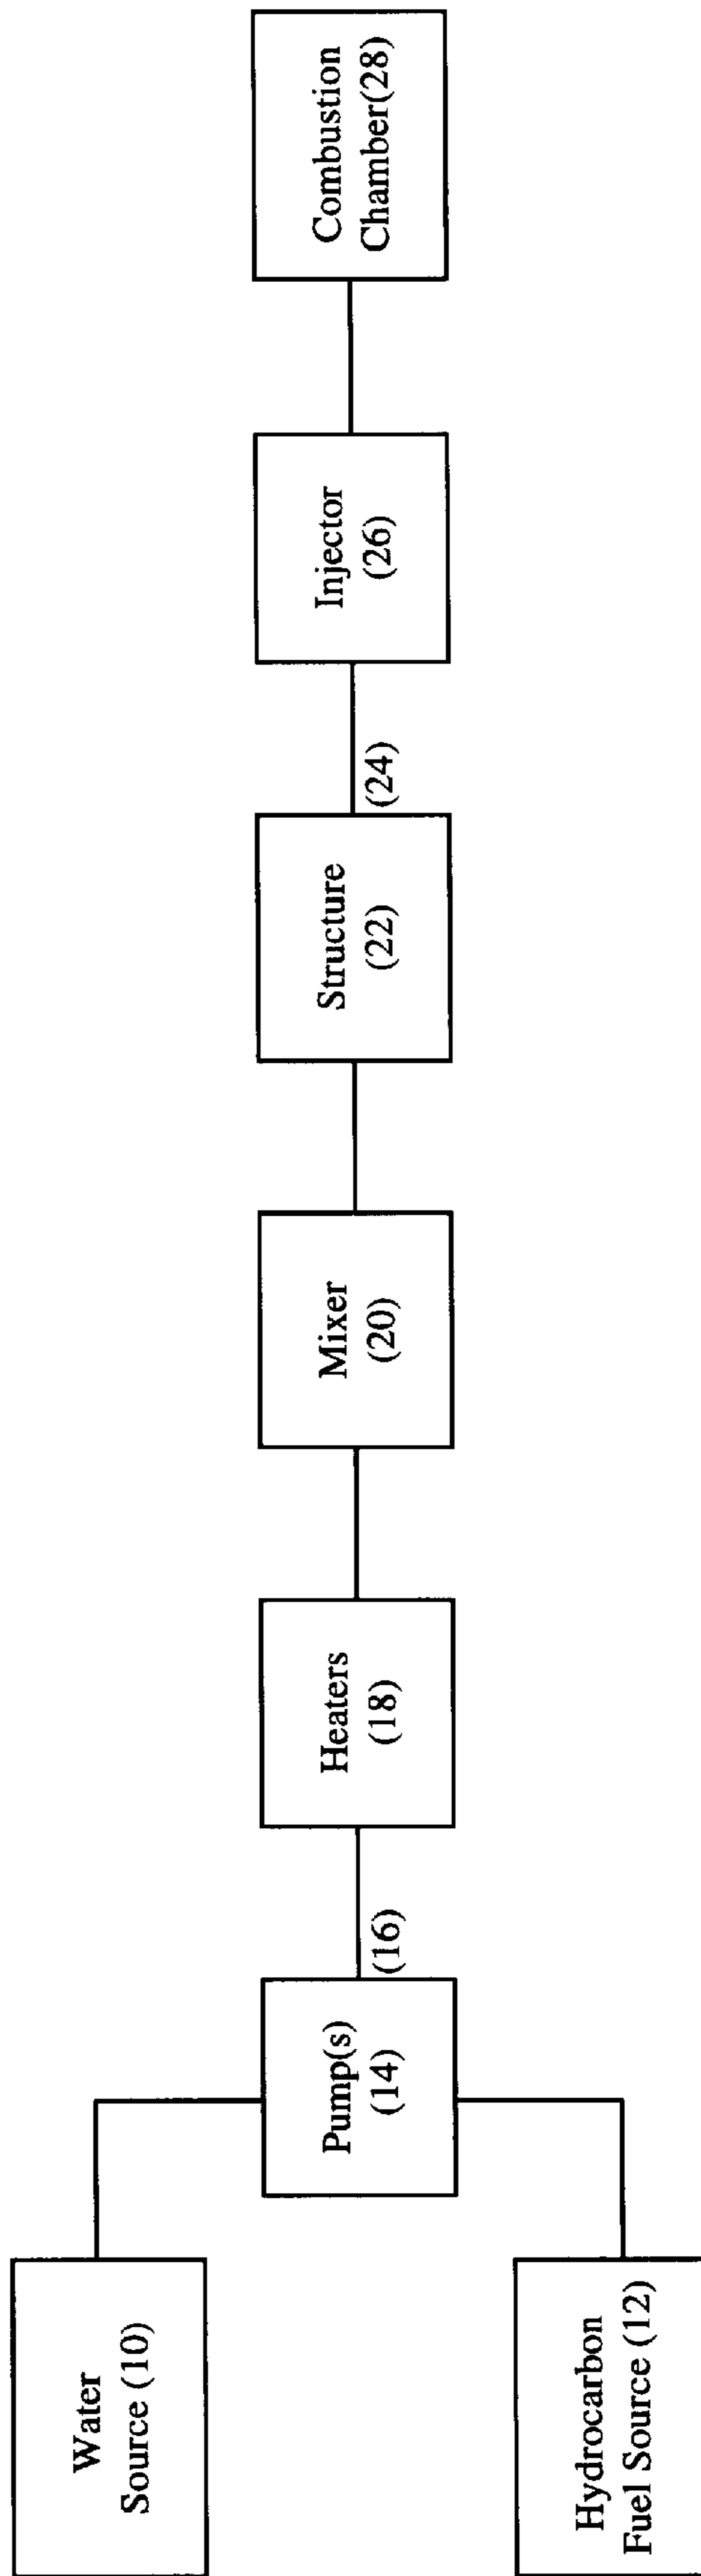 Water
Source (10)
Hydrocarbon
Fuel Source (12)
Pump(s)
(14)
(16)
Heaters
(18)
Mixer
(20)
Structure
(22)
(24)
Injector
(26)
Combustion
Chamber(28)